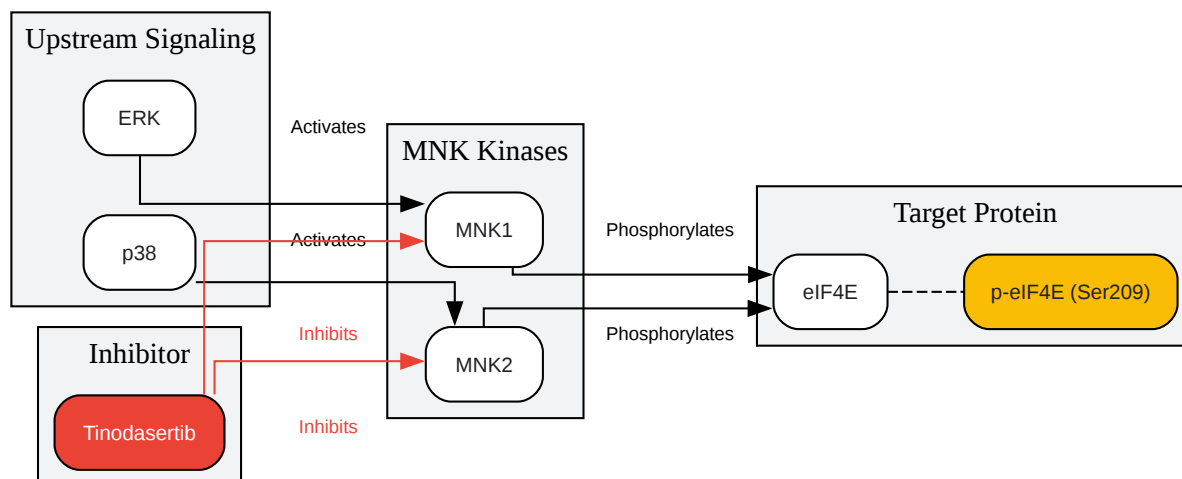 Upstream Signaling
ERK
Activates
MNK Kinases
p38
Activates
MNK1
Phosphorylates
Target Protein
eIF4E
p-eIF4E (Ser209)
Inhibitor
Inhibits
MNK2
Phosphorylates
Tinodasertib
Inhibits